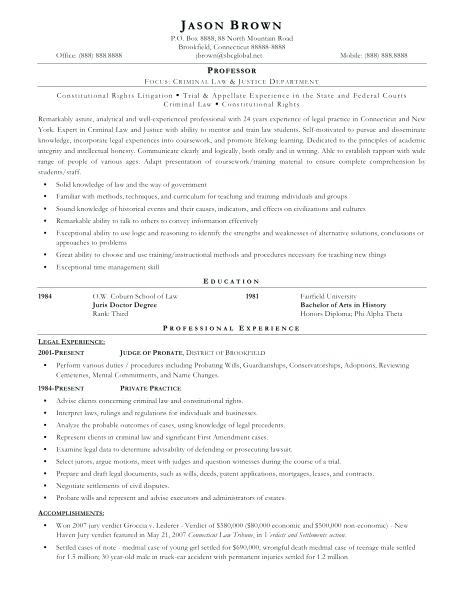 JASON BROWN
P.O. Box 8888, 88 North Mountain Road
Brookfield, Connecticut 88888-8888
Office: (888) 888.8888 jbrown@sbcglobal.net Mobile: (888) 888.8888
PROFESSOR
FOCUS: CRIMINAL LAW & JUSTICE DEPARTMENT
Constitutional Rights Litigation • Trial & Appellate Experience in the State and Federal Courts
Criminal Law • Constitutional Rights
Remarkably astute, analytical and well-experienced professional with 24 years experience of legal practice in Connecticut and New
York. Expert in Criminal Law and Justice with ability to mentor and train law students. Self-motivated to pursue and disseminate
knowledge, incorporate legal experiences into coursework, and promote lifelong learning. Dedicated to the principles of academic
integrity and intellectual honesty. Communicate clearly and logically, both orally and in writing. Able to establish rapport with wide
range of people of various ages. Adapt presentation of coursework/training material to ensure complete comprehension by
students/staff.
• Solid knowledge of law and the way of government
• Familiar with methods, techniques, and curriculum for teaching and training individuals and groups
• Sound knowledge of historical events and their causes, indicators, and effects on civilizations and cultures
• Remarkable ability to talk to others to convey information effectively
• Exceptional ability to use logic and reasoning to identify the strengths and weaknesses of alternative solutions, conclusions or
approaches to problems
• Great ability to choose and use training/instructional methods and procedures necessary for teaching new things
• Exceptional time management skill
EDUCATION
1984 O.W. Coburn School of Law 1981 Fairfield University
Juris Doctor Degree Bachelor of Arts in History
Rank: Third Honors Diploma; Phi Alpha Theta
PROFESSIONAL EXPERIENCE
LEGAL EXPERIENCE:
2001-PRESENT JUDGE OF PROBATE, DISTRICT OF BROOKFIELD
• Perform various duties / procedures including Probating Wills, Guardianships, Conservatorships, Adoptions, Reviewing
Cemeteries, Mental Commitments, and Name Changes.
1984-PRESENT PRIVATE PRACTICE
• Advise clients concerning criminal law and constitutional rights.
• Interpret laws, rulings and regulations for individuals and businesses.
• Analyze the probable outcomes of cases, using knowledge of legal precedents.
• Represent clients in criminal law and significant First Amendment cases.
• Examine legal data to determine advisability of defending or prosecuting lawsuit.
• Select jurors, argue motions, meet with judges and question witnesses during the course of a trial.
• Prepare and draft legal documents, such as wills, deeds, patent applications, mortgages, leases, and contracts.
• Negotiate settlements of civil disputes.
• Probate wills and represent and advise executors and administrators of estates.
ACCOMPLISHMENTS:
• Won 2007 jury verdict Groccia v. Lederer - Verdict of $580,000 ($80,000 economic and $500,000 non-economic) - New
Haven Jury verdict featured in May 21, 2007 Connecticut Law Tribune, in Verdicts and Settlements section.
• Settled cases of note - medical case of young girl settled for $690,000; wrongful death medical case of teenage male settled
for 1.5 million; 30 year-old male in truck-car accident with permanent injuries settled for 1.2 million